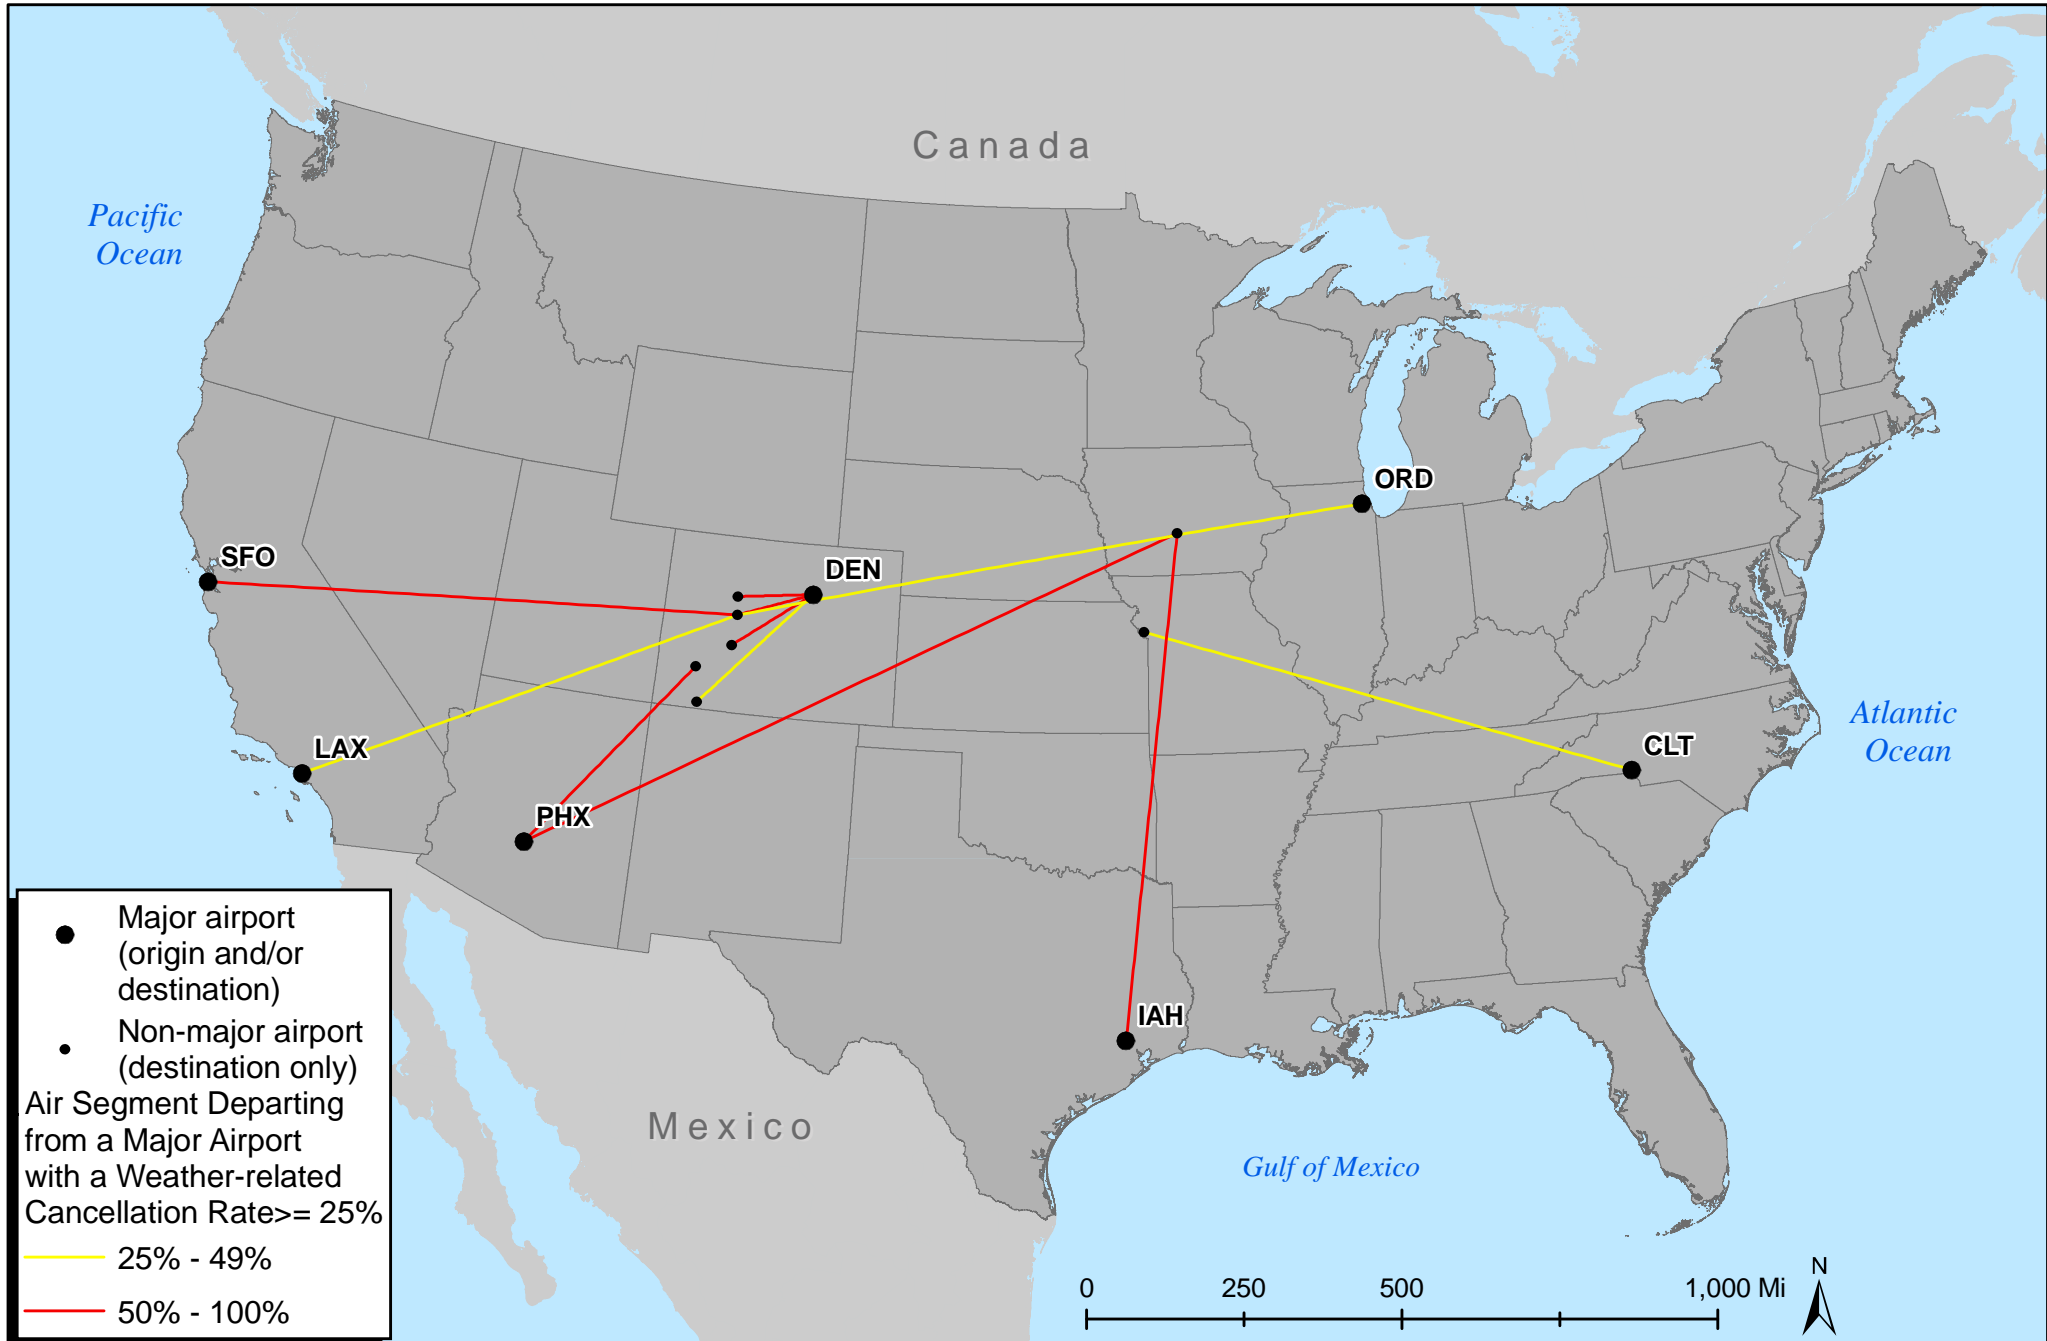 Canada
Pacific
Ocean
ORD
SFO
DEN
Atlantic
Ocean
LAX
CLT
PHX
IAH
Mexico
Gulf of Mexico
Major airport
(origin and/or
destination)
Non-major airport
(destination only)
Air Segment Departing
from a Major Airport
with a Weather-related
Cancellation Rate>= 25%
25% - 49%
50% - 100%
0 250 500 1,000 Mi
N